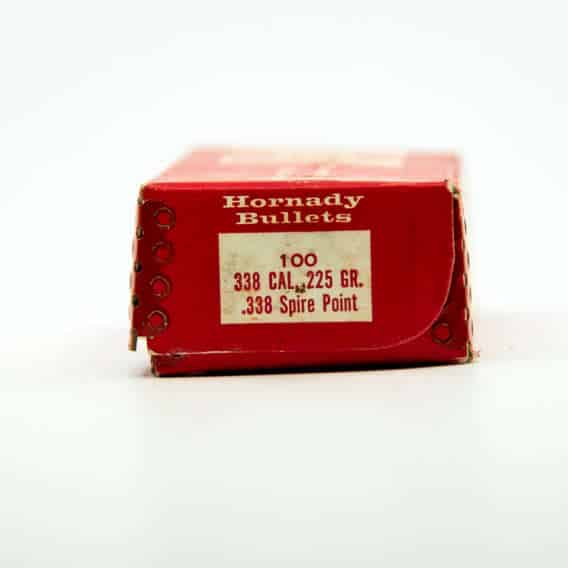 Hornady
Bullets
100
338 CAL. 225 GR.
.338 Spire Point